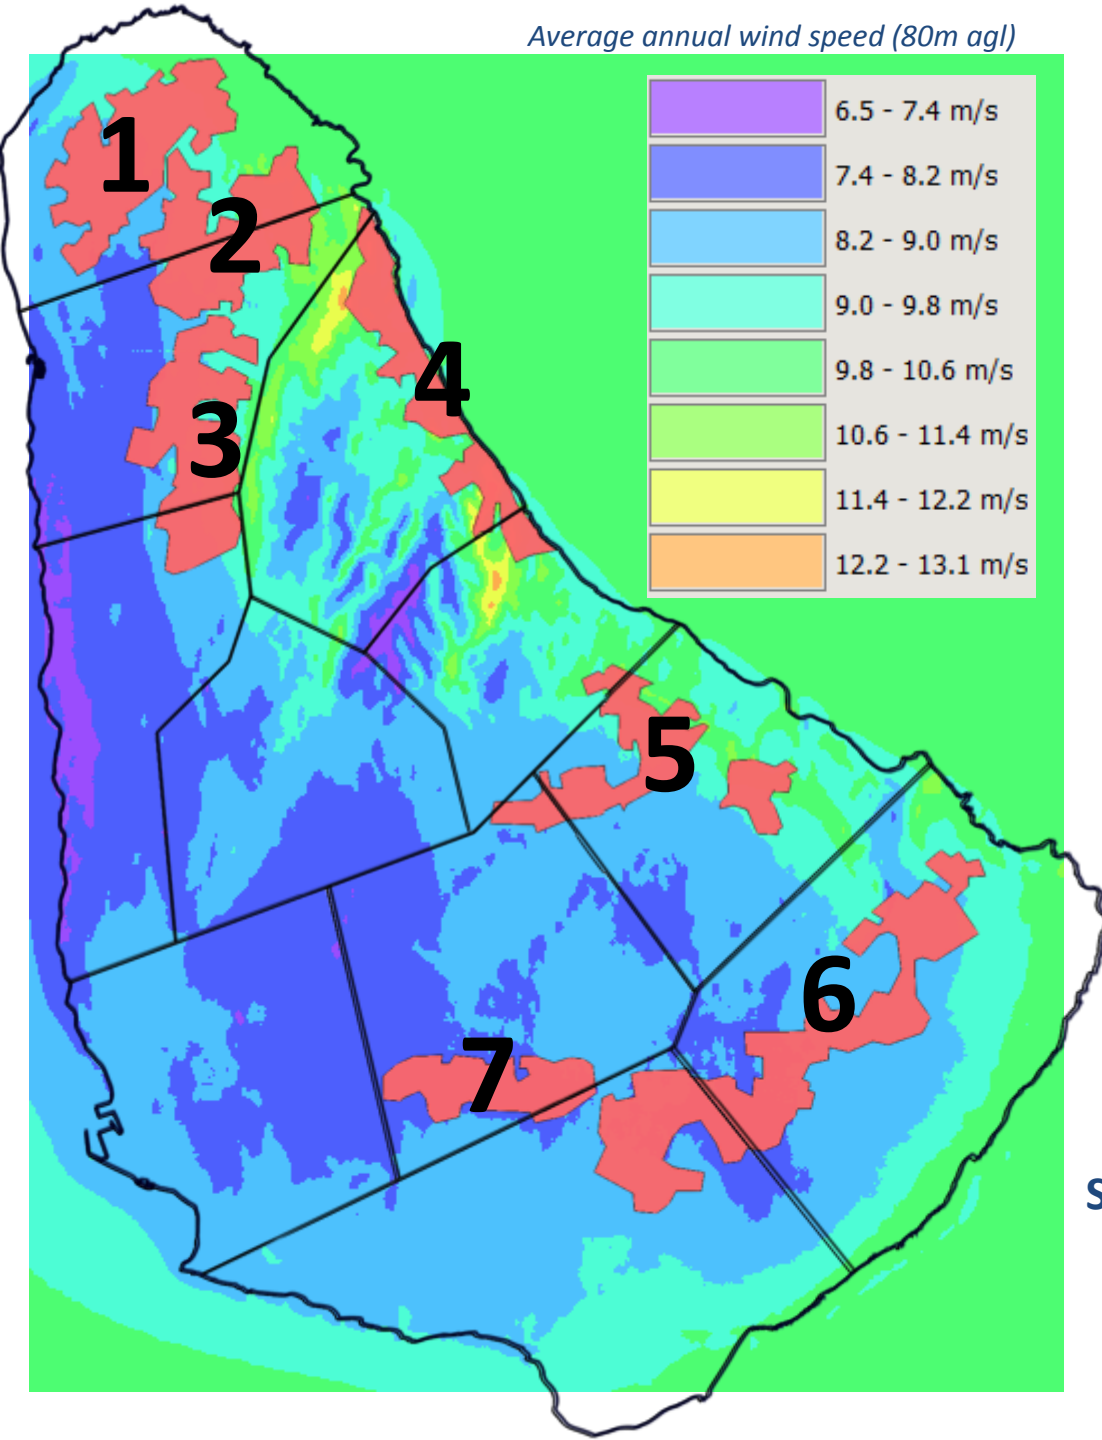 Average annual wind speed (80m agl)
6.5 - 7.4 m/s
7.4 - 8.2 m/s
8.2 - 9.0 m/s
9.0 - 9.8 m/s
9.8 - 10.6 m/s
10.6 - 11.4 m/s
11.4 - 12.2 m/s
12.2 - 13.1 m/s
1
2
3
4
5
6
7
S